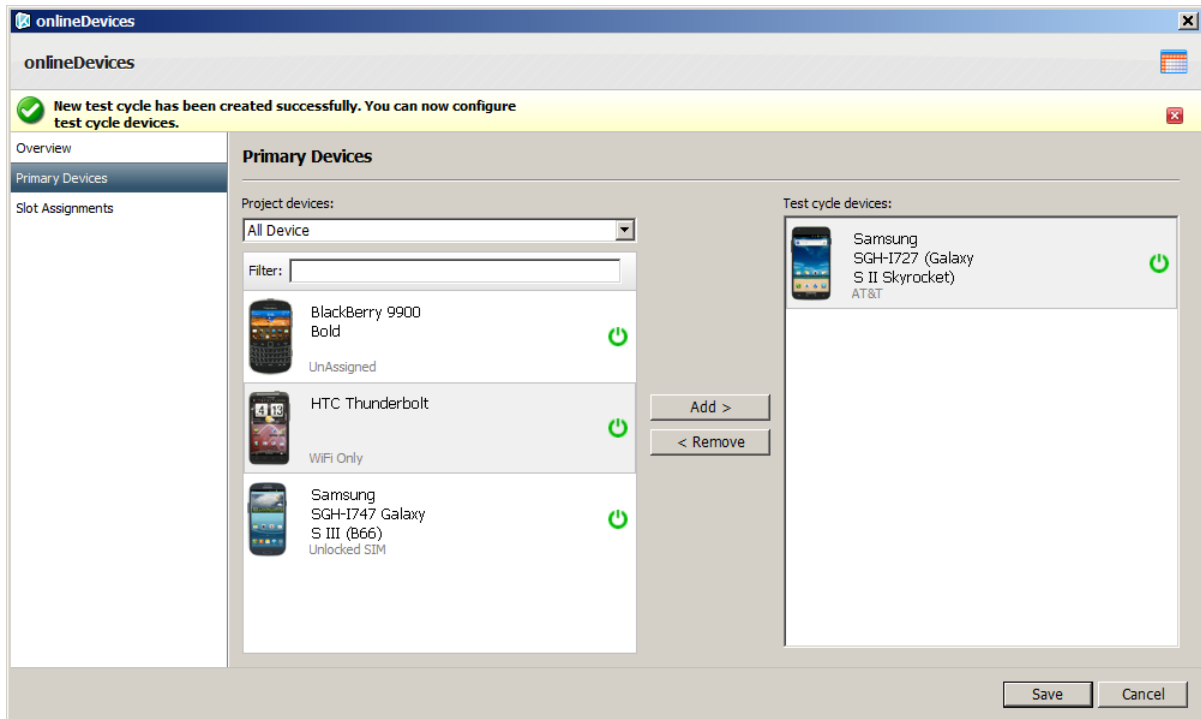 onlineDevices
onlineDevices
New test cycle has been created successfully. You can now configure
test cycle devices.
Overview
Primary Devices
Slot Assignments
Primary Devices
Project devices:
All Device
Filter:
BlackBerry 9900
Bold
UnAssigned
HTC Thunderbolt
WiFi Only
Samsung
SGH-I747 Galaxy
S III (B66)
Unlocked SIM
Add >
< Remove
Test cycle devices:
Samsung
SGH-I727 (Galaxy
S II Skyrocket)
AT&T
Save
Cancel